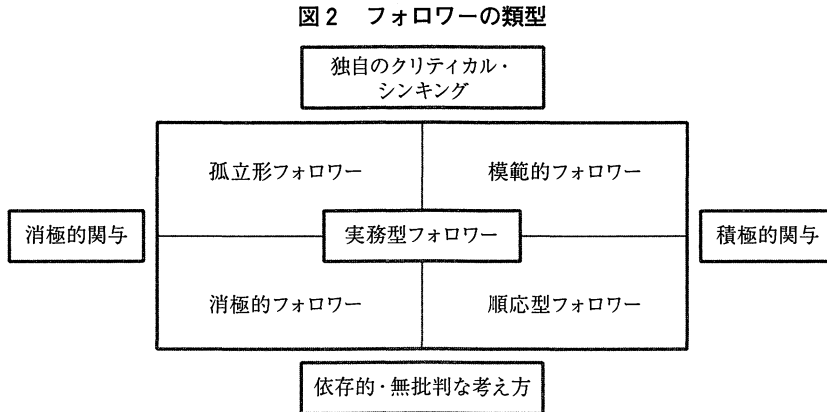 図2 フォロワーの類型
独自のクリティカル・
シンキング
孤立形フォロワー
模範的フォロワー
消極的関与
実務型フォロワー
積極的関与
消極的フォロワー
順応型フォロワー
依存的・無批判な考え方